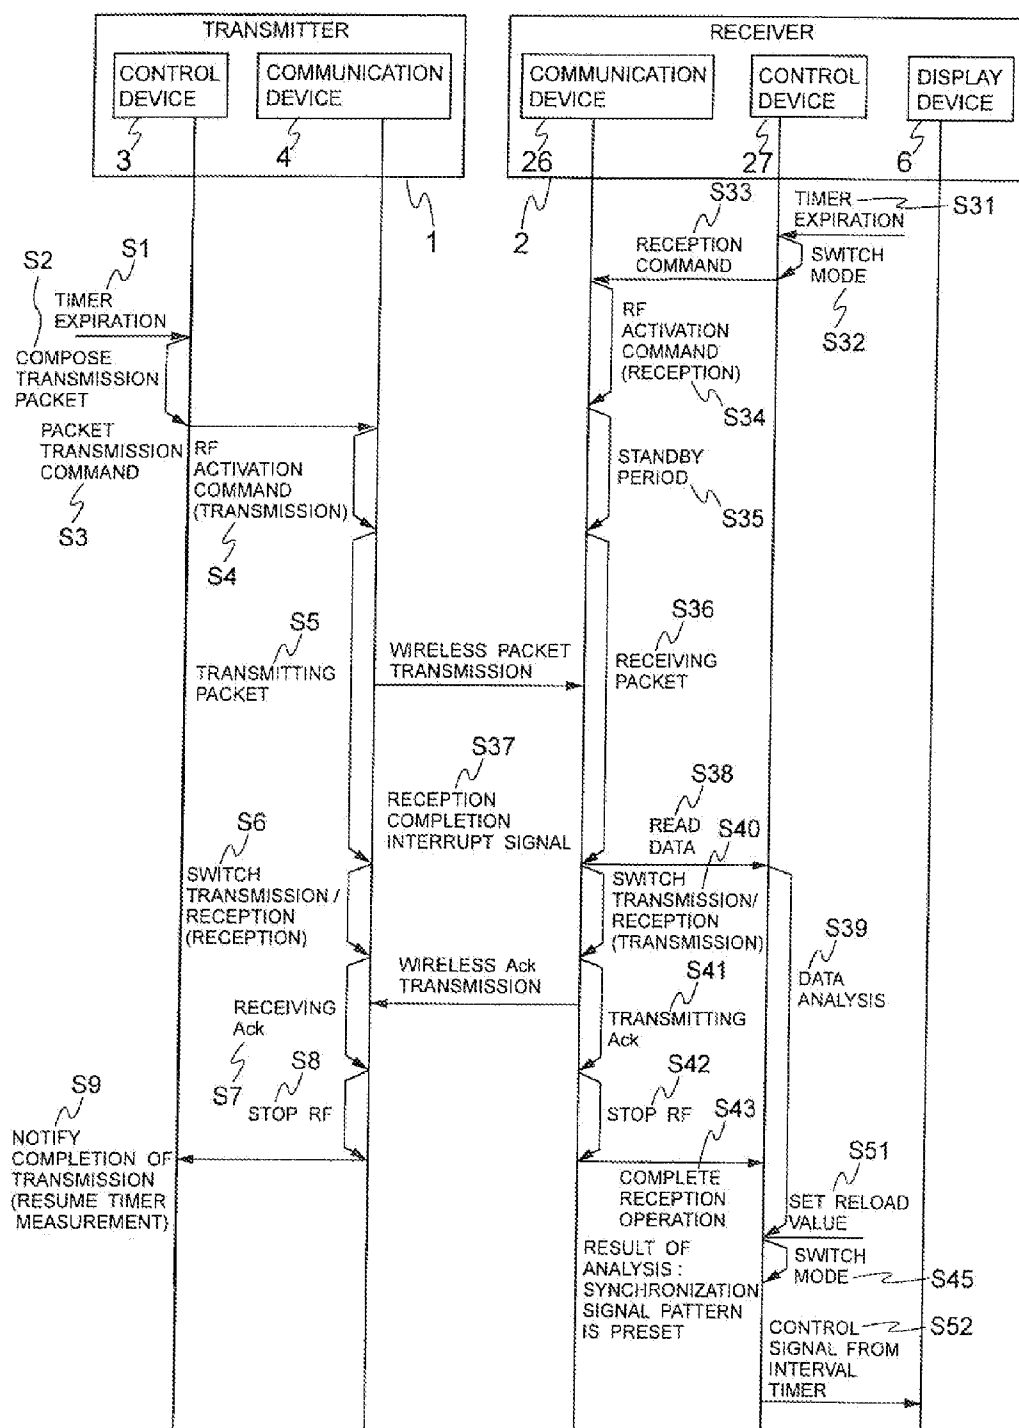 TRANSMITTER
RECEIVER
CONTROL
DEVICE
COMMUNICATION
DEVICE
COMMUNICATION
DEVICE
CONTROL
DEVICE
DISPLAY
DEVICE
3
4
26
27
6
1
2
S33
TIMER
EXPIRATION
S31
RECEPTION
COMMAND
SWITCH
MODE
S32
S2
S1
TIMER
EXPIRATION
RF
ACTIVATION
COMMAND
(RECEPTION)
S34
COMPOSE
TRANSMISSION
PACKET
PACKET
TRANSMISSION
COMMAND
S3
RF
ACTIVATION
COMMAND
(TRANSMISSION)
S4
STANDBY
PERIOD
S35
S5
TRANSMITTING
PACKET
WIRELESS PACKET
TRANSMISSION
S36
RECEIVING
PACKET
S37
RECEPTION
COMPLETION
INTERRUPT SIGNAL
S38
READ
DATA
S40
S6
SWITCH
TRANSMISSION /
RECEPTION
(RECEPTION)
SWITCH
TRANSMISSION/
RECEPTION
(TRANSMISSION)
S39
DATA
ANALYSIS
WIRELESS Ack
TRANSMISSION
S41
RECEIVING
Ack
S7
TRANSMITTING
Ack
S8
STOP RF
S42
STOP RF
S43
S9
NOTIFY
COMPLETION OF
TRANSMISSION
(RESUME TIMER
MEASUREMENT)
COMPLETE
RECEPTION
OPERATION
S51
SET RELOAD
VALUE
RESULT OF
ANALYSIS :
SYNCHRONIZATION
SIGNAL PATTERN
IS PRESET
SWITCH
MODE
S45
CONTROL
SIGNAL FROM
INTERVAL
TIMER
S52